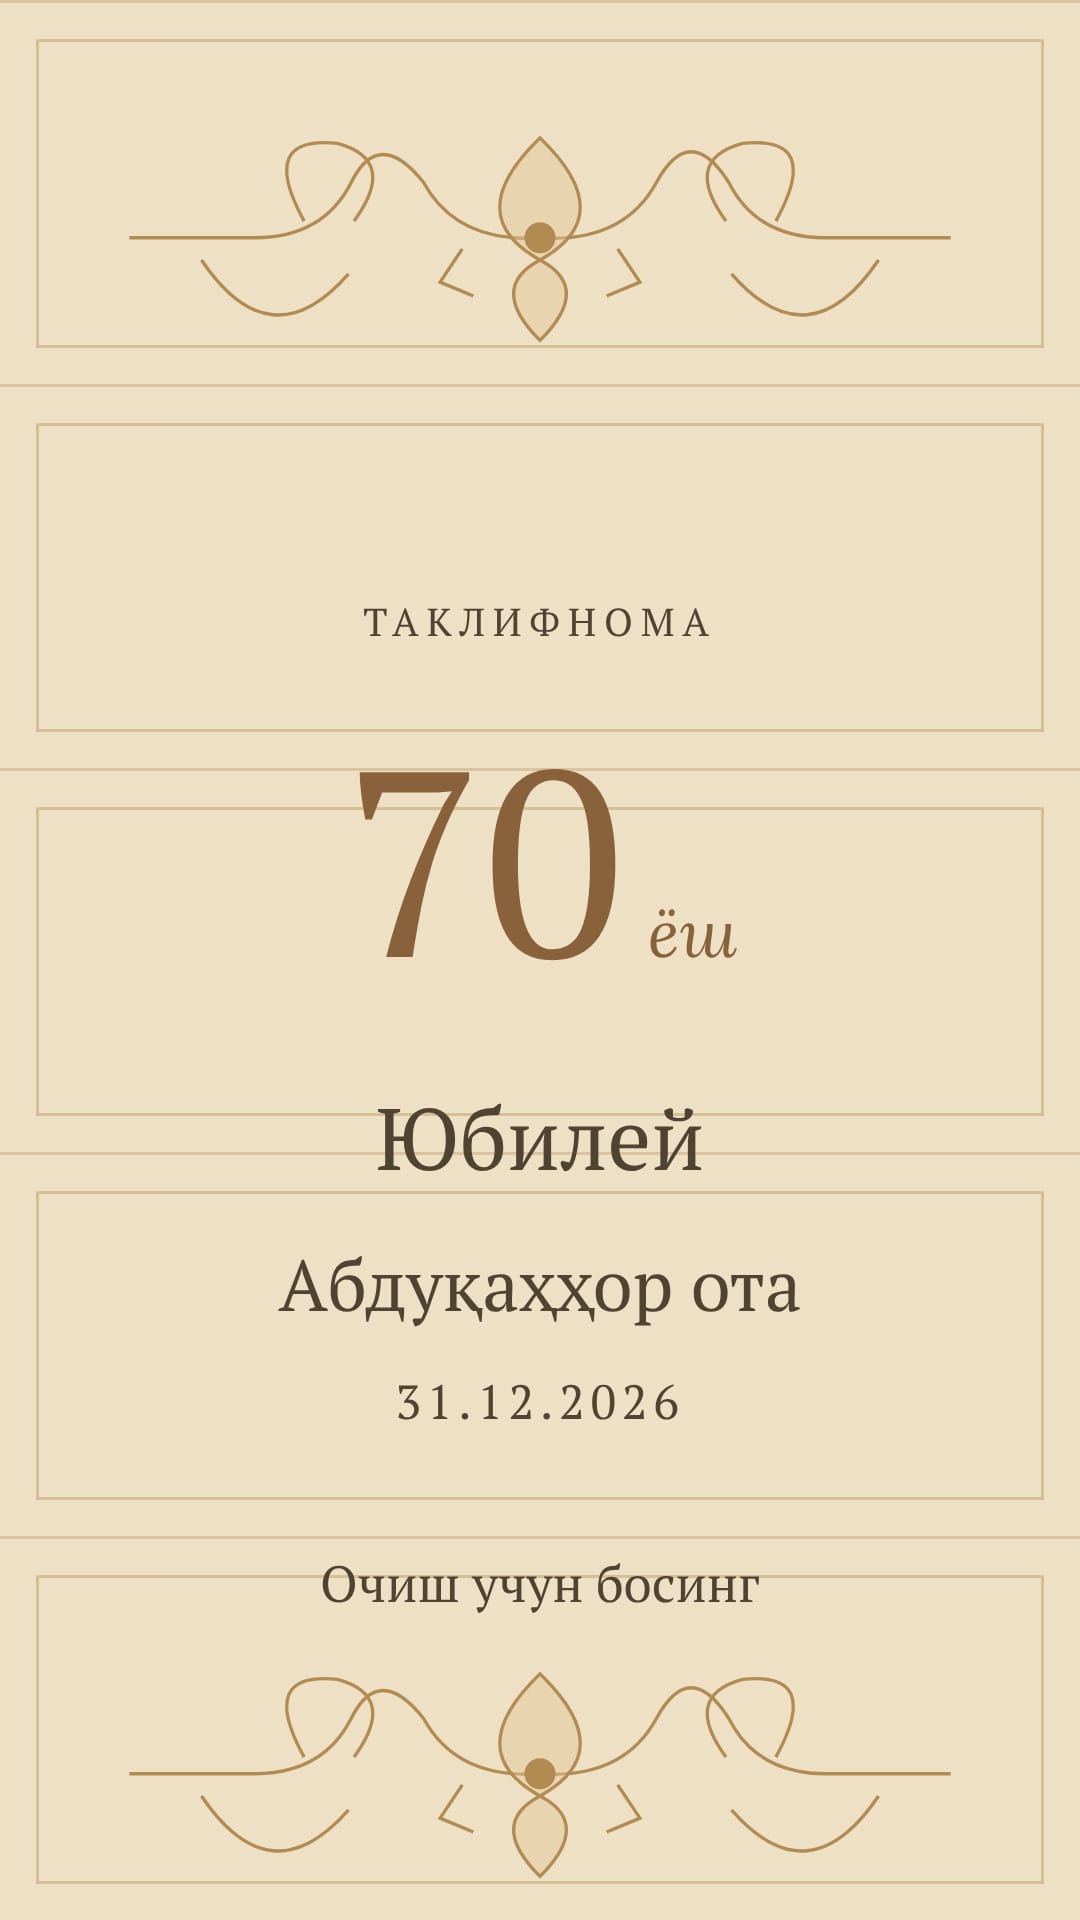 ТАКЛИФНОМА
70 ёш
Юбилей
Абдуқаҳҳор ота
31.12.2026
Очиш учун босинг